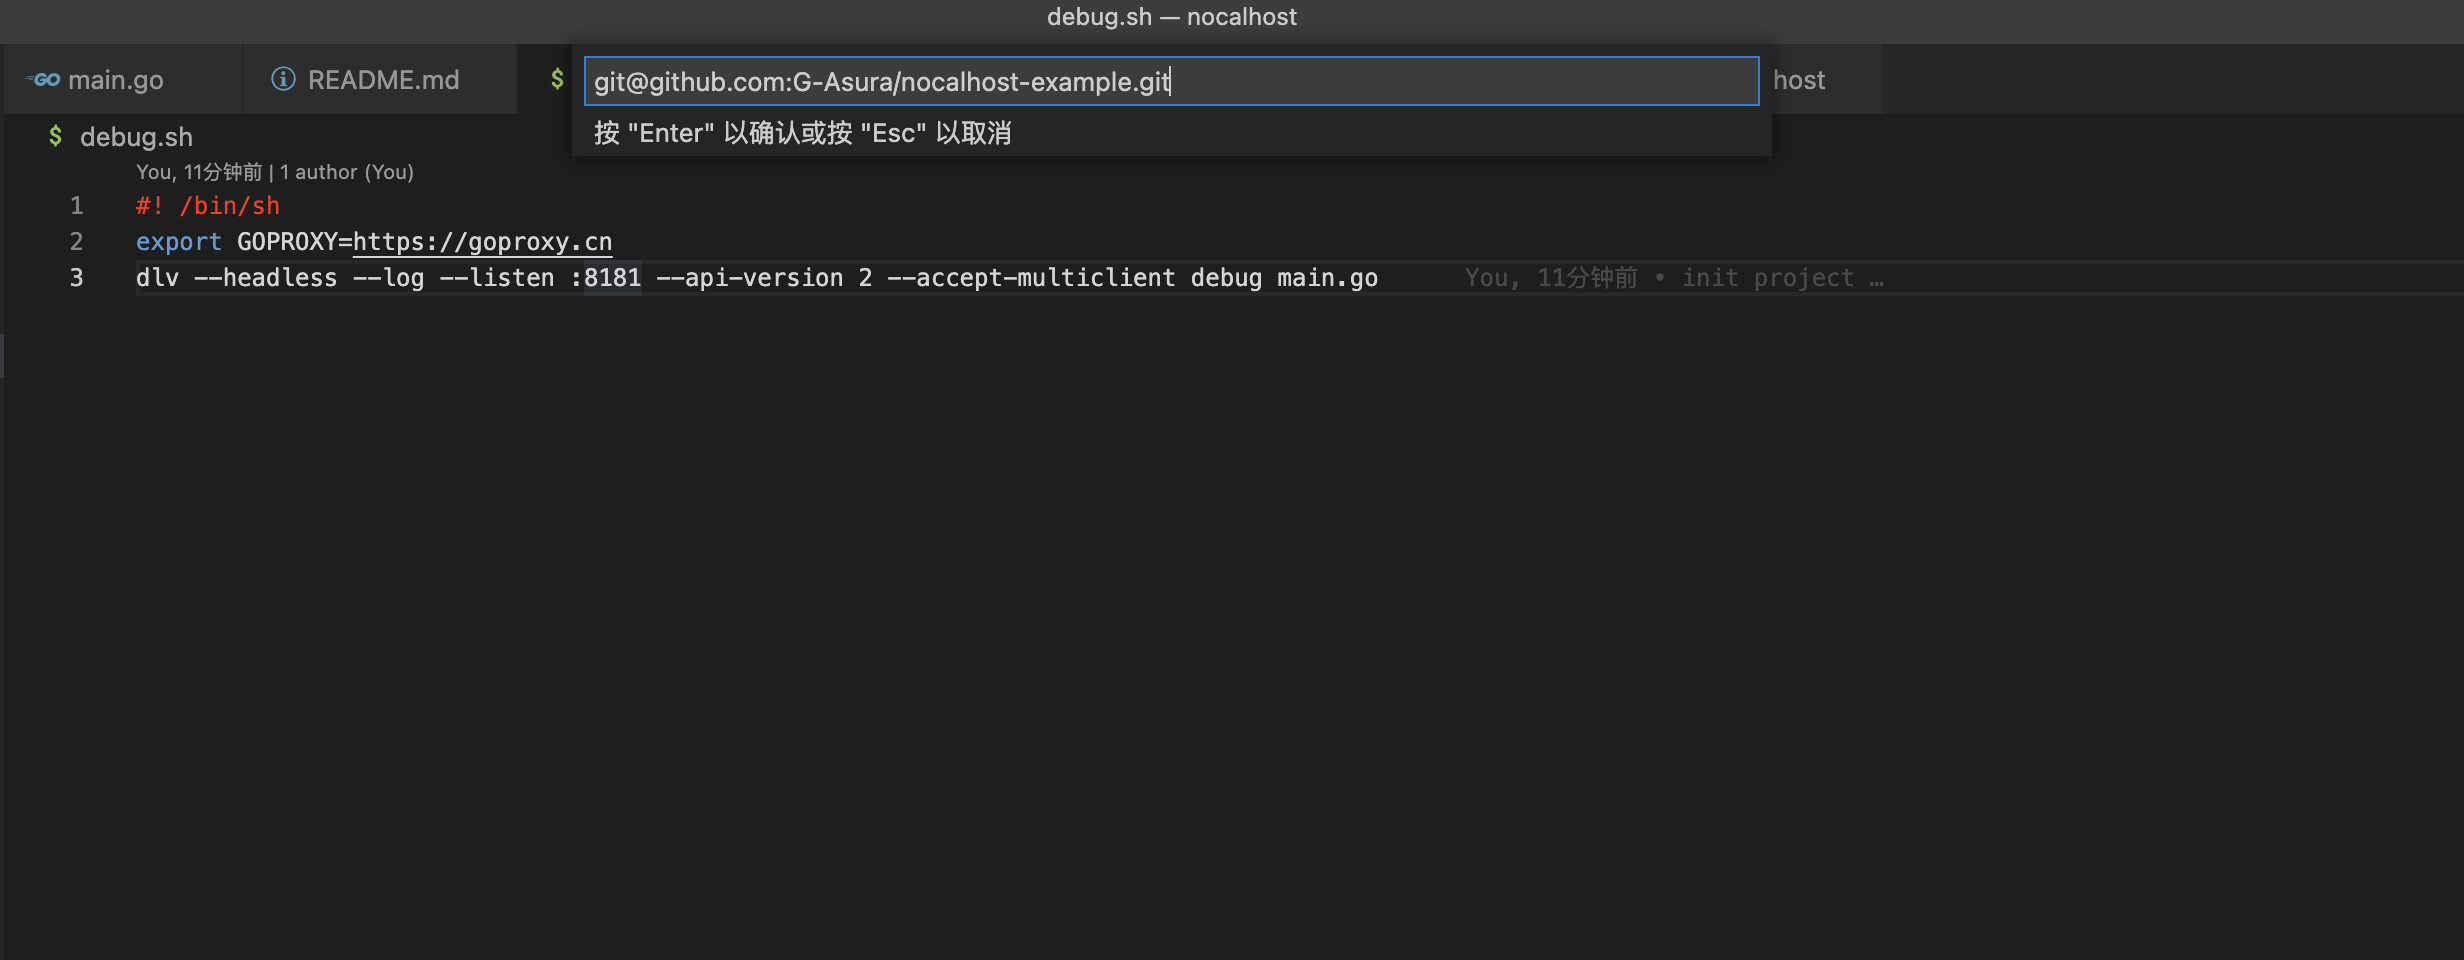 debug.sh — nocalhost
GO main.go
README.md
$
host
git@github.com:G-Asura/nocalhost-example.git
按 "Enter" 以确认或按 "Esc" 以取消
$ debug.sh
You, 11分钟前 | 1 author (You)
1 #! /bin/sh
2 export GOPROXY=https://goproxy.cn
3 dlv --headless --log --listen :8181 --api-version 2 --accept-multiclient debug main.go You, 11分钟前 • init project …